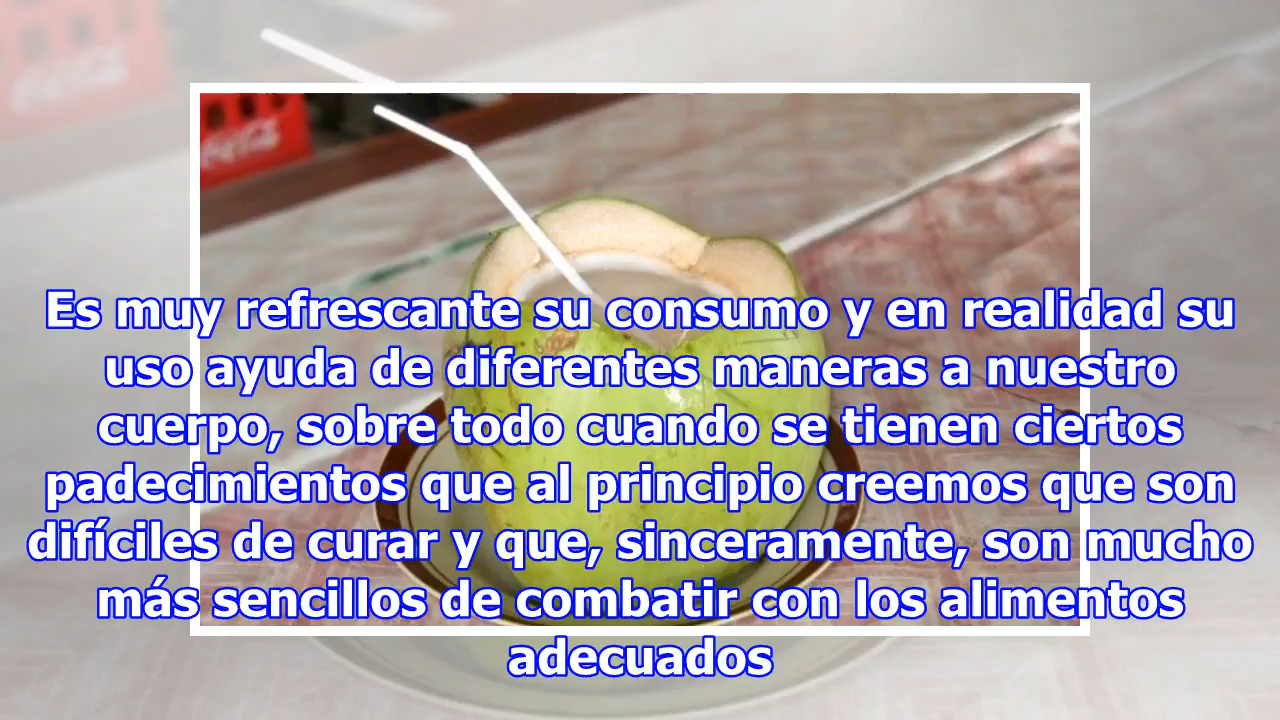 Es muy refrescante su consumo y en realidad su
uso ayuda de diferentes maneras a nuestro
cuerpo, sobre todo cuando se tienen ciertos
padecimientos que al principio creemos que son
difíciles de curar y que, sinceramente, son mucho
más sencillos de combatir con los alimentos
adecuados